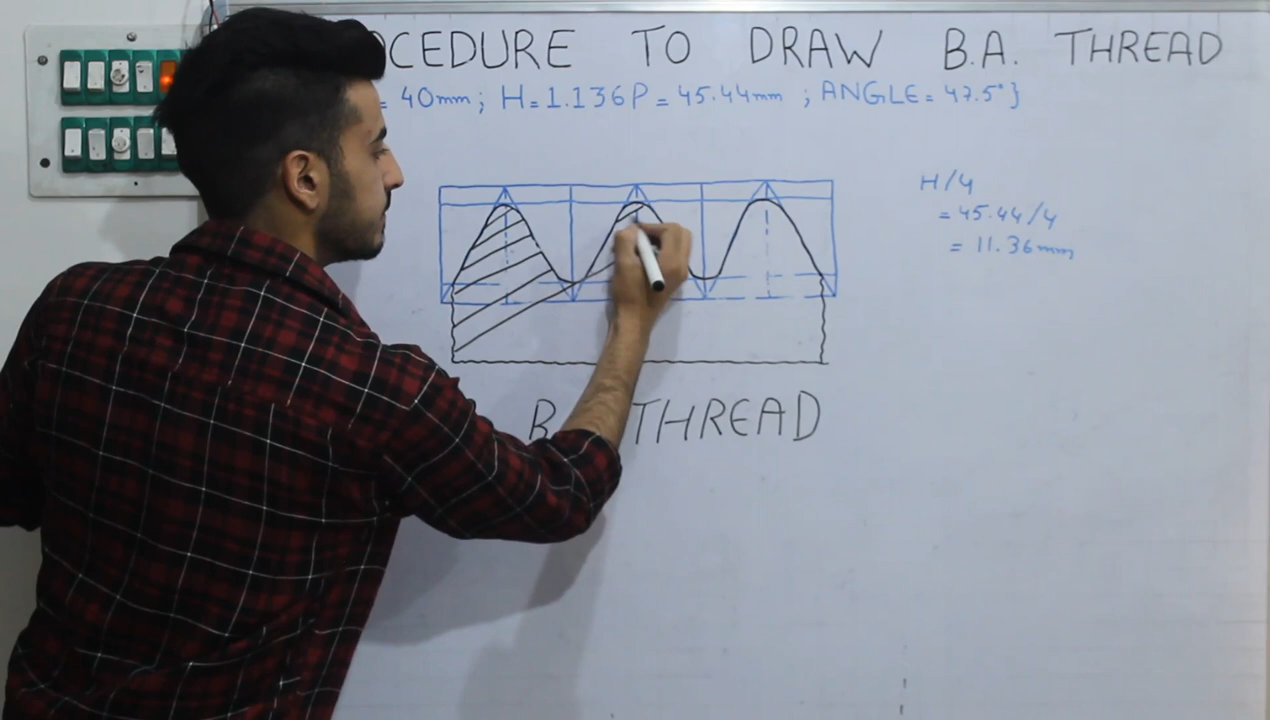 OCEDURE TO DRAW B.A. THREAD
= 40mm; H=1.136P=45.44mm ; ANGLE=47.5°}
H/4
=45.44/4
= 11.36mm
B THREAD